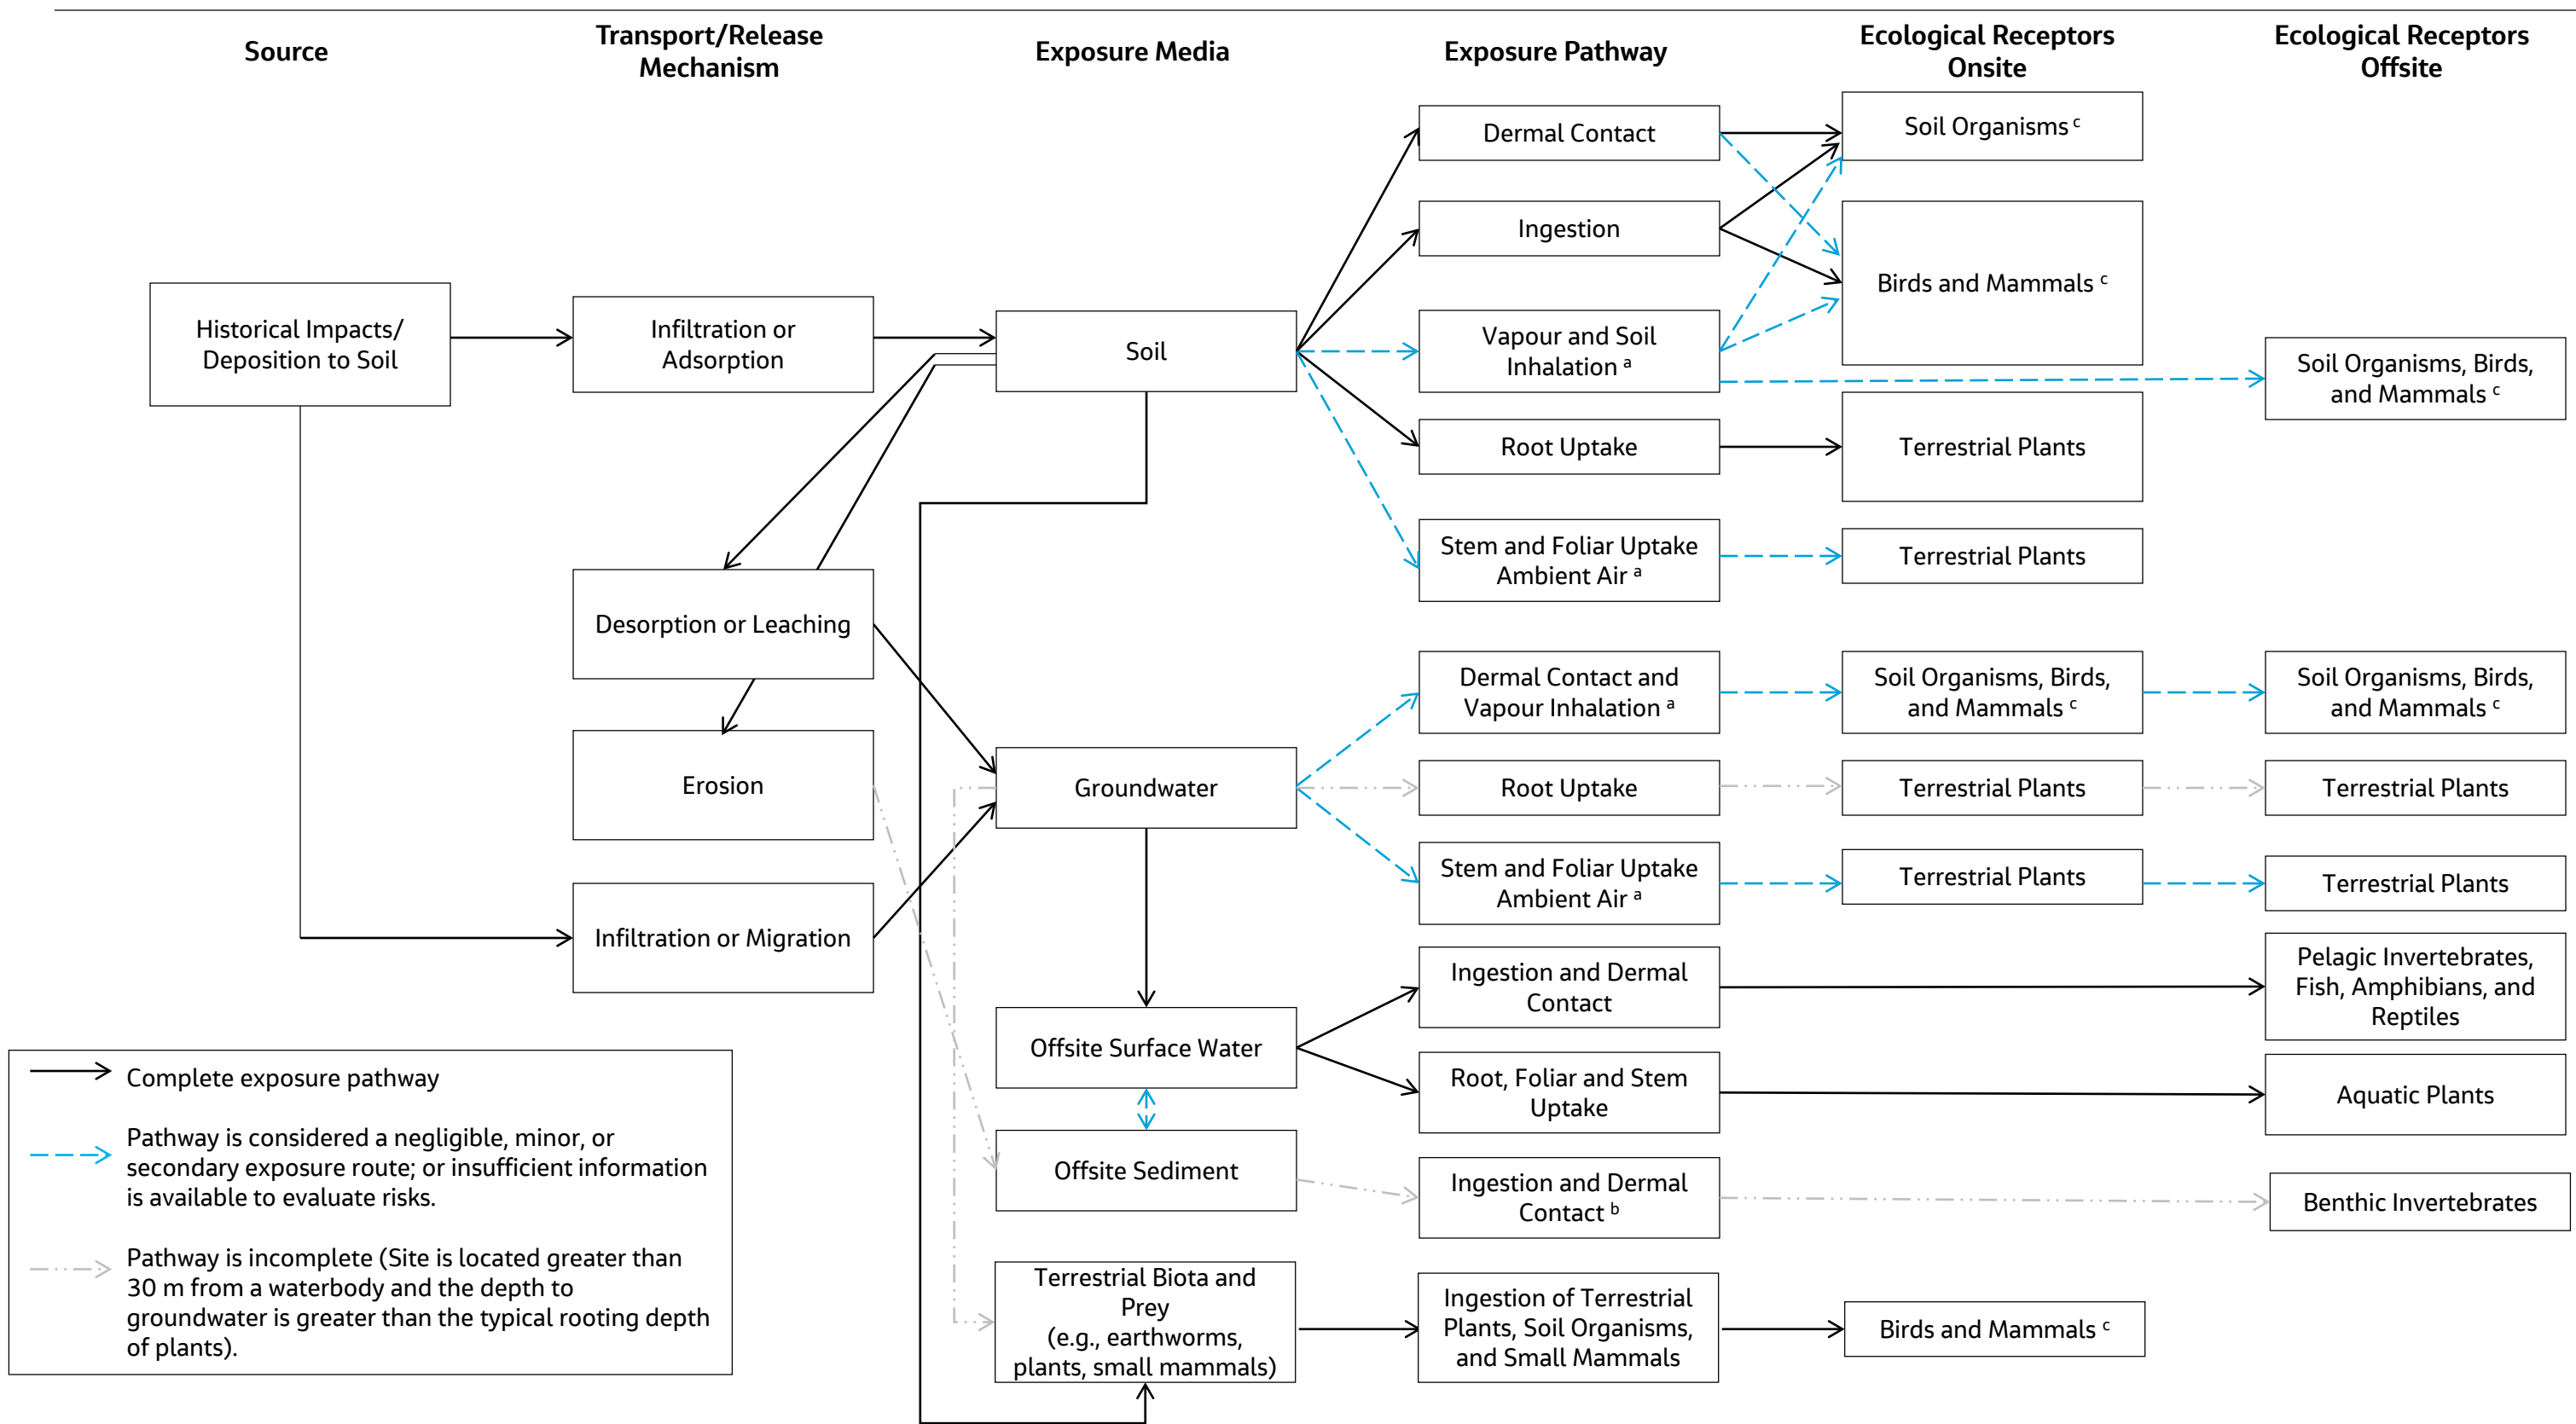 Source
Transport/Release
Mechanism
Exposure Media
Exposure Pathway
Ecological Receptors
Onsite
Ecological Receptors
Offsite
Historical Impacts/
Deposition to Soil
Infiltration or
Adsorption
Desorption or Leaching
Erosion
Infiltration or Migration
Soil
Groundwater
Offsite Surface Water
Offsite Sediment
Terrestrial Biota and
Prey
(e.g., earthworms,
plants, small mammals)
Dermal Contact
Ingestion
Vapour and Soil
Inhalation a
Root Uptake
Stem and Foliar Uptake
Ambient Air a
Dermal Contact and
Vapour Inhalation a
Root Uptake
Stem and Foliar Uptake
Ambient Air a
Ingestion and Dermal
Contact
Root, Foliar and Stem
Uptake
Ingestion and Dermal
Contact b
Ingestion of Terrestrial
Plants, Soil Organisms,
and Small Mammals
Soil Organisms c
Birds and Mammals c
Terrestrial Plants
Terrestrial Plants
Soil Organisms, Birds,
and Mammals c
Terrestrial Plants
Terrestrial Plants
Birds and Mammals c
Soil Organisms, Birds,
and Mammals c
Soil Organisms, Birds,
and Mammals c
Terrestrial Plants
Terrestrial Plants
Pelagic Invertebrates,
Fish, Amphibians, and
Reptiles
Aquatic Plants
Benthic Invertebrates
Complete exposure pathway
Pathway is considered a negligible, minor, or
secondary exposure route; or insufficient information
is available to evaluate risks.
Pathway is incomplete (Site is located greater than
30 m from a waterbody and the depth to
groundwater is greater than the typical rooting depth
of plants).